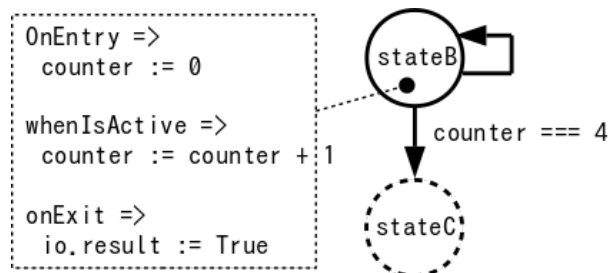 OnEntry =>
counter := 0
whenIsActive =>
counter := counter + 1
onExit =>
io.result := True
stateB
counter === 4
stateC